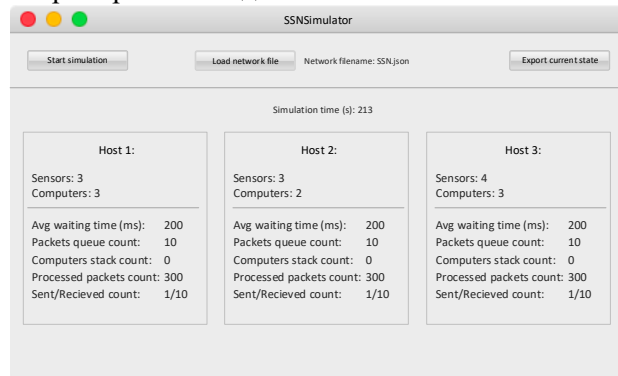 SSNSimulator
Start simulation
Load network file
Network filename: SSN.json
Export current state
Simulation time (s): 213
Host 1:
Sensors: 3
Computers: 3
Avg waiting time (ms): 200
Packets queue count: 10
Computers stack count: 0
Processed packets count: 300
Sent/Recieved count: 1/10
Host 2:
Sensors: 3
Computers: 2
Avg waiting time (ms): 200
Packets queue count: 10
Computers stack count: 0
Processed packets count: 300
Sent/Recieved count: 1/10
Host 3:
Sensors: 4
Computers: 3
Avg waiting time (ms): 200
Packets queue count: 10
Computers stack count: 0
Processed packets count: 300
Sent/Recieved count: 1/10